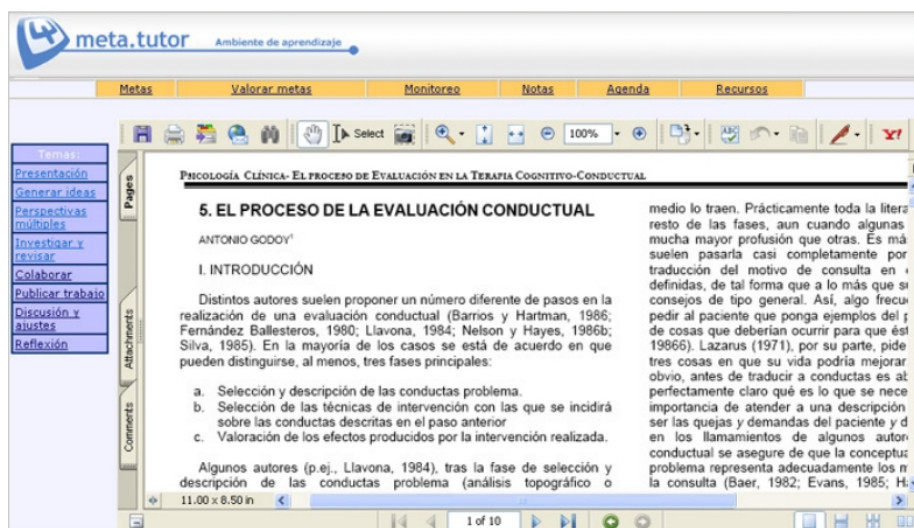 meta.tutor
Ambiente de aprendizaje
Metas Valorar metas Monitoreo Notas Agenda Recursos
Select 100% Y!
Temas:
Presentación
Generar ideas
Perspectivas
múltiples
Investigar y
revisar
Colaborar
Publicar trabajo
Discusión y
ajustes
Reflexión
Pages
Attachments
Comments
PSICOLOGÍA CLÍNICA- EL PROCESO DE EVALUACIÓN EN LA TERAPIA COGNITIVO-CONDUCTUAL
5. EL PROCESO DE LA EVALUACIÓN CONDUCTUAL
ANTONIO GODOY¹
I. INTRODUCCIÓN
Distintos autores suelen proponer un número diferente de pasos en la
realización de una evaluación conductual (Barrios y Hartman, 1986;
Fernández Ballesteros, 1980; Llavona, 1984; Nelson y Hayes, 1986b;
Silva, 1985). En la mayoría de los casos se está de acuerdo en que
pueden distinguirse, al menos, tres fases principales:
a. Selección y descripción de las conductas problema.
b. Selección de las técnicas de intervención con las que se incidirá
sobre las conductas descritas en el paso anterior
c. Valoración de los efectos producidos por la intervención realizada.
Algunos autores (p.ej., Llavona, 1984), tras la fase de selección y
descripción de las conductas problema (análisis topográfico o
medio lo traen. Prácticamente toda la litera
resto de las fases, aun cuando algunas
mucha mayor profusión que otras. Es má
suelen pasarla casi completamente por
traducción del motivo de consulta en
definidas, de tal forma que a lo más que su
consejos de tipo general. Así, algo frecu
pedir al paciente que ponga ejemplos del p
de cosas que deberían ocurrir para que ést
19866). Lazarus (1971), por su parte, pide
tres cosas en que su vida podría mejorar.
obvio, antes de traducir a conductas es ab
perfectamente claro qué es lo que se nece
importancia de atender a una descripción
ser las quejas y demandas del paciente y d
en los llamamientos de algunos autor
conductual se asegure de que la conceptua
problema representa adecuadamente los m
la consulta (Baer, 1982; Evans, 1985; H
11.00 x 8.50 in
1 of 10